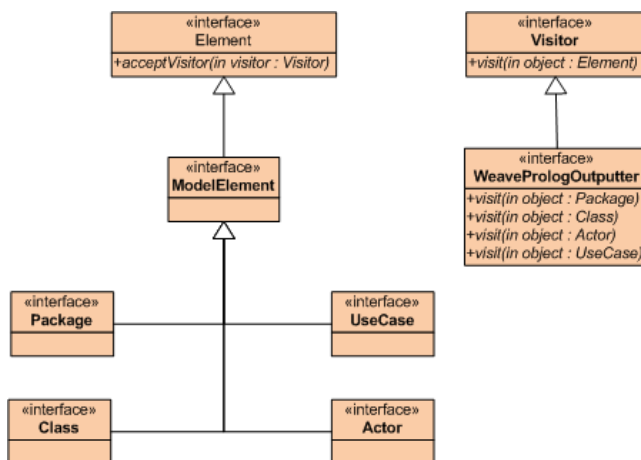 «interface»
Element
+acceptVisitor(in visitor : Visitor)
«interface»
Visitor
+visit(in object : Element)
«interface»
ModelElement
«interface»
WeavePrologOutputter
+visit(in object : Package)
+visit(in object : Class)
+visit(in object : Actor)
+visit(in object : UseCase)
«interface»
Package
«interface»
UseCase
«interface»
Class
«interface»
Actor